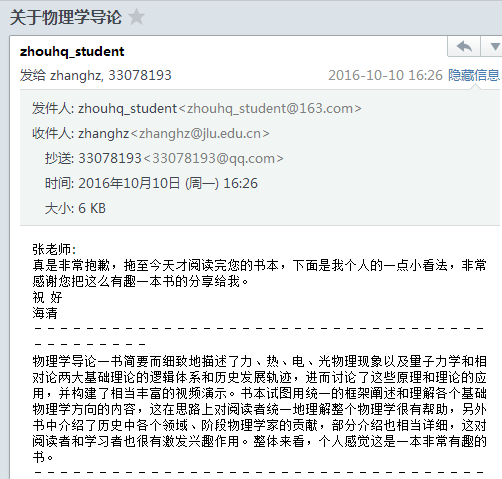 关于物理学导论
zhouhq_student
发给 zhanghz, 33078193 2016-10-10 16:26 隐藏信息
发件人: zhouhq_student<zhouhq_student@163.com>
收件人: zhanghz<zhanghz@jlu.edu.cn>
抄送: 33078193<33078193@qq.com>
时间: 2016年10月10日 (周一) 16:26
大小: 6 KB
张老师:
真是非常抱歉，拖至今天才阅读完您的书本，下面是我个人的一点小看法，非常
感谢您把这么有趣一本书的分享给我。
祝 好
海清
- - - - - - - - - - - - - - - - - - - - - - - - - - - - - - - - - - - - -
- - - - - - - - -
物理学导论一书简要而细致地描述了力、热、电、光物理现象以及量子力学和相
对论两大基础理论的逻辑体系和历史发展轨迹，进而讨论了这些原理和理论的应
用，并构建了相当丰富的视频演示。书本试图用统一的框架阐述和理解各个基础
物理学方向的内容，这在思路上对阅读者统一地理解整个物理学很有帮助，另外
书中介绍了历史中各个领域、阶段物理学家的贡献，部分介绍也相当详细，这对
阅读者和学习者也很有激发兴趣作用。整体来看，个人感觉这是一本非常有趣的
书。
- - - - - - - - - - - - - - - - - - - - - - - - - - - - - - - - - - - - -